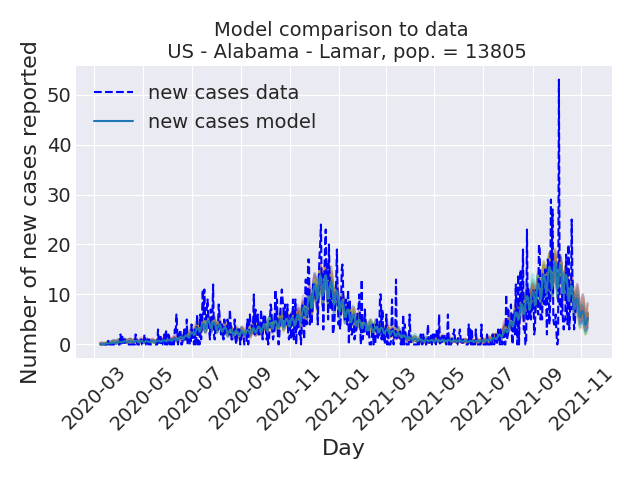 Model comparison to data
US - Alabama - Lamar, pop. = 13805
new cases data
new cases model
Number of new cases reported
50
40
30
20
10
0
2020-03
2020-05
2020-07
2020-09
2020-11
2021-01
2021-03
2021-05
2021-07
2021-09
2021-11
Day